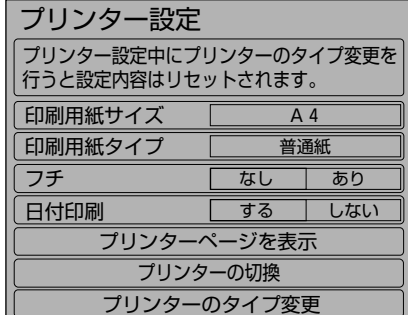 プリンター設定
プリンター設定中にプリンターのタイプ変更を
行うと設定内容はリセットされます。
印刷用紙サイズ A 4
印刷用紙タイプ 普通紙
フチ なし あり
日付印刷 する しない
プリンターページを表示
プリンターの切換
プリンターのタイプ変更